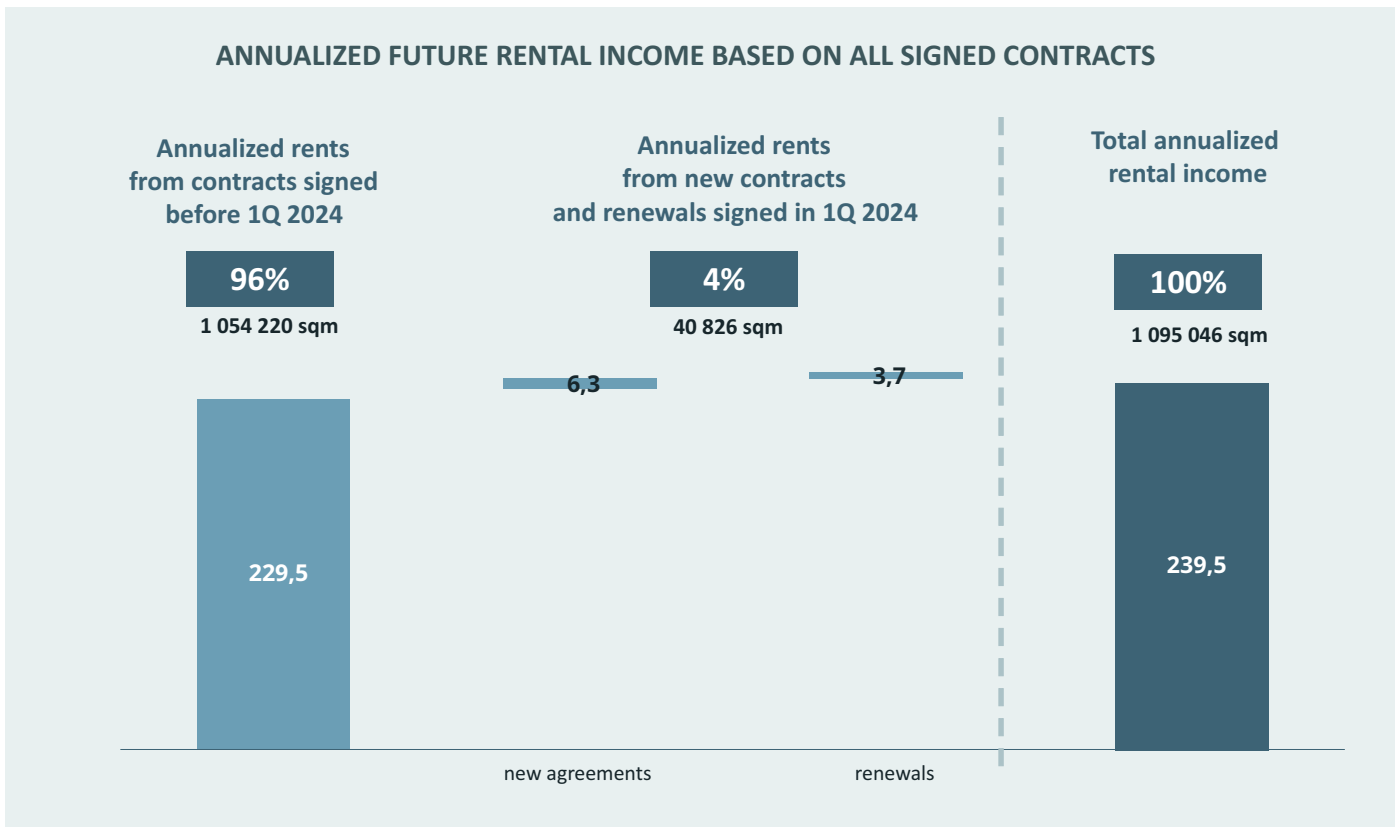 ANNUALIZED FUTURE RENTAL INCOME BASED ON ALL SIGNED CONTRACTS
Annualized rents
from contracts signed
before 1Q 2024
96%
1 054 220 sqm
229,5
Annualized rents
from new contracts
and renewals signed in 1Q 2024
4%
40 826 sqm
6,3
3,7
new agreements
renewals
Total annualized
rental income
100%
1 095 046 sqm
239,5